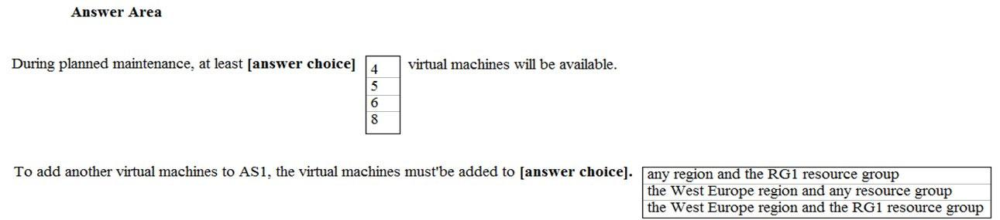 Answer Area
During planned maintenance, at least [answer choice] virtual machines will be available.
4
5
6
8
To add another virtual machines to AS1, the virtual machines must'be added to [answer choice].
any region and the RG1 resource group
the West Europe region and any resource group
the West Europe region and the RG1 resource group